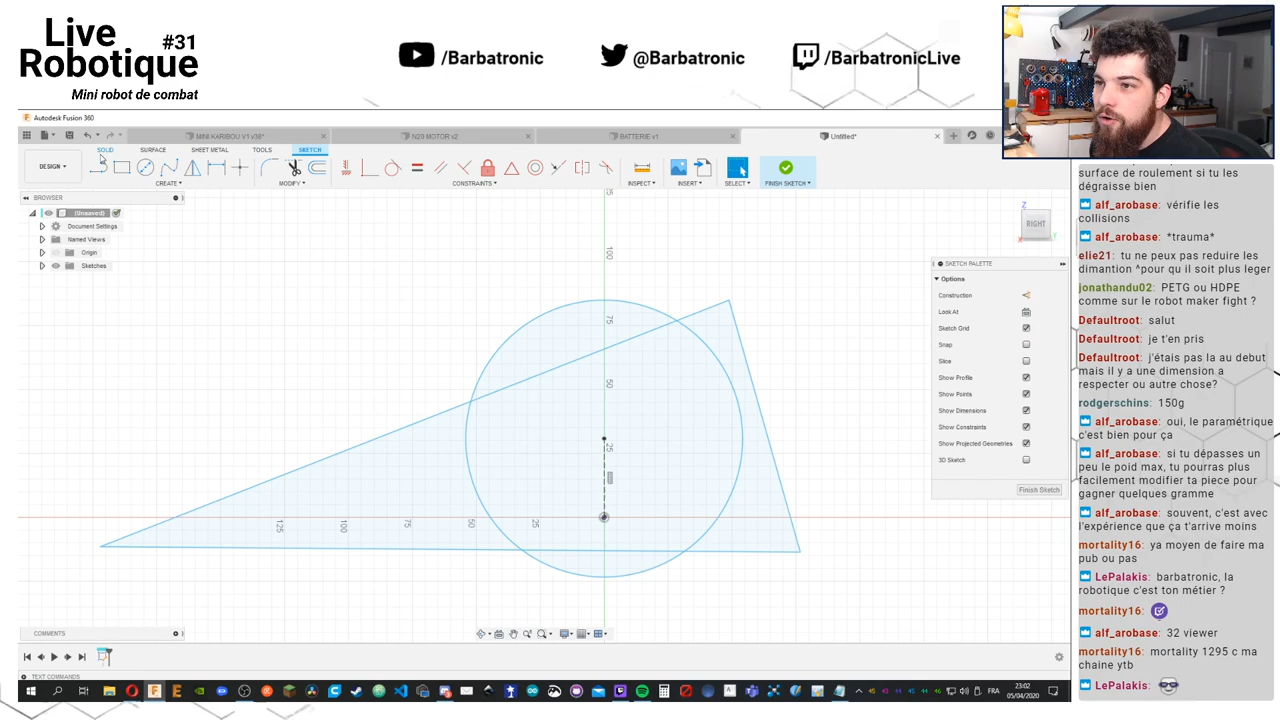 Live
Robotique
#31
Mini robot de combat
/Barbatronic
@Barbatronic
/BarbatronicLive
Autodesk Fusion 360
MINI KARIBOU V1 v38*
N20 MOTOR v2
BATTERIE v1
Untitled*
SOLID
SURFACE
SHEET METAL
TOOLS
SKETCH
DESIGN
CREATE
MODIFY
CONSTRAINTS
INSPECT
INSERT
SELECT
FINISH SKETCH
BROWSER
(Unsaved)
Document Settings
Named Views
Origin
Sketches
RIGHT
Z
X
Y
100
75
50
25
125
100
75
50
25
SKETCH PALETTE
Options
Construction
Look At
Sketch Grid
Snap
Slice
Show Profile
Show Points
Show Dimensions
Show Constraints
Show Projected Geometries
3D Sketch
Finish Sketch
COMMENTS
TEXT COMMANDS
FRA
23:02
05/04/2020
surface de roulement si tu les
dégraisse bien
alf_arobase: vérifie les
collisions
alf_arobase: *trauma*
elie21: tu ne peux pas reduire les
dimantion ^pour qu il soit plus leger
jonathandu02: PETG ou HDPE
comme sur le robot maker fight ?
Defaultroot: salut
Defaultroot: je t'en pris
Defaultroot: j'étais pas la au debut
mais il y a une dimension a
respecter ou autre chose?
rodgerschins: 150g
alf_arobase: oui, le paramétrique
c'est bien pour ça
alf_arobase: si tu dépasses un
peu le poid max, tu pourras plus
facilement modifier ta piece pour
gagner quelques gramme
alf_arobase: souvent, c'est avec
l'expérience que ça t'arrive moins
mortality16: ya moyen de faire ma
pub ou pas
LePalakis: barbatronic, la
robotique c'est ton métier ?
mortality16:
alf_arobase: 32 viewer
mortality16: mortality 1295 c ma
chaine ytb
LePalakis: